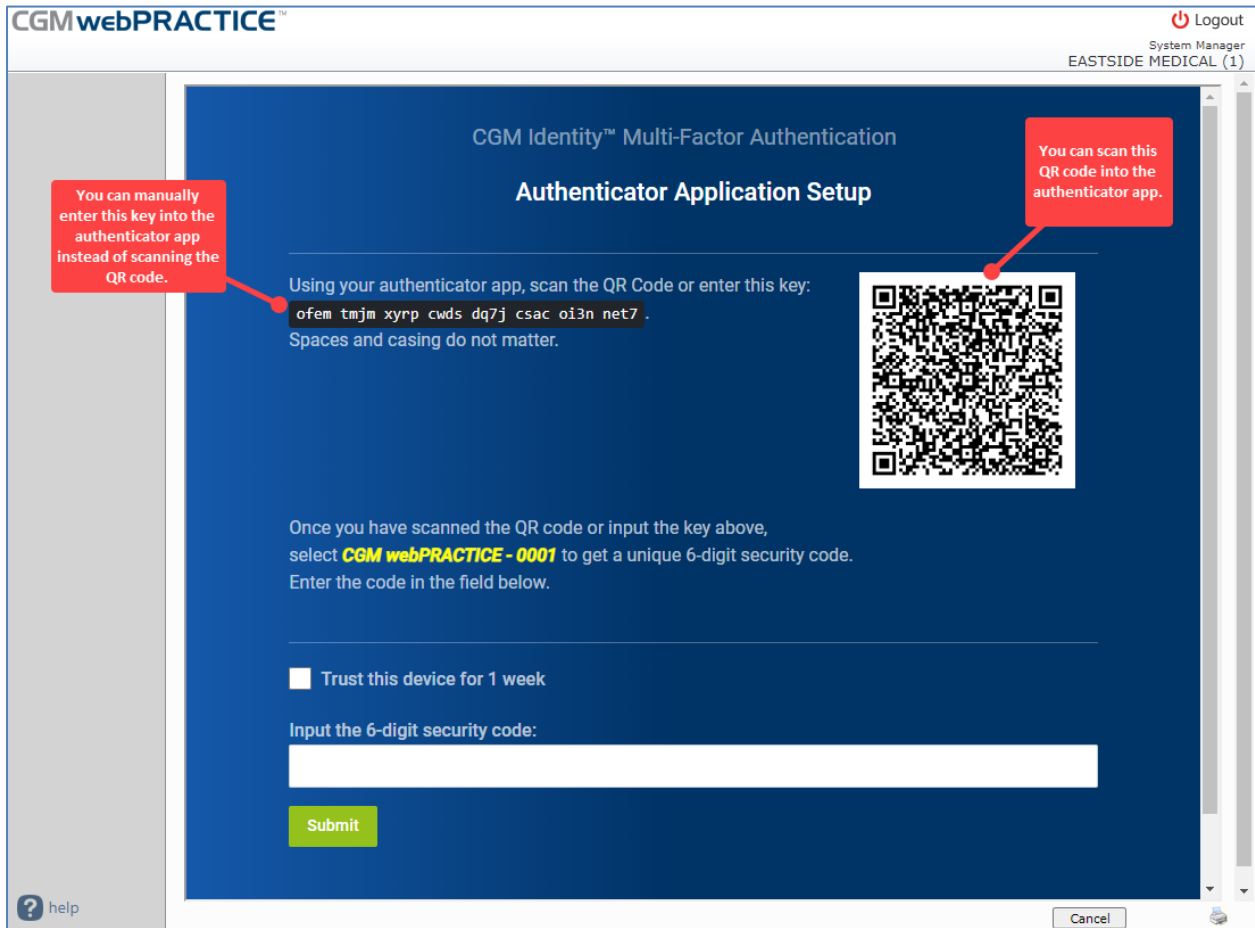 CGM webPRACTICE™
Logout
System Manager
EASTSIDE MEDICAL (1)
CGM Identity™ Multi-Factor Authentication
Authenticator Application Setup
You can scan this
QR code into the
authenticator app.
You can manually
enter this key into the
authenticator app
instead of scanning the
QR code.
Using your authenticator app, scan the QR Code or enter this key:
ofem tmjm xyrp cwds dq7j csac oi3n net7 .
Spaces and casing do not matter.
Once you have scanned the QR code or input the key above,
select CGM webPRACTICE - 0001 to get a unique 6-digit security code.
Enter the code in the field below.
Trust this device for 1 week
Input the 6-digit security code:
Submit
? help
Cancel